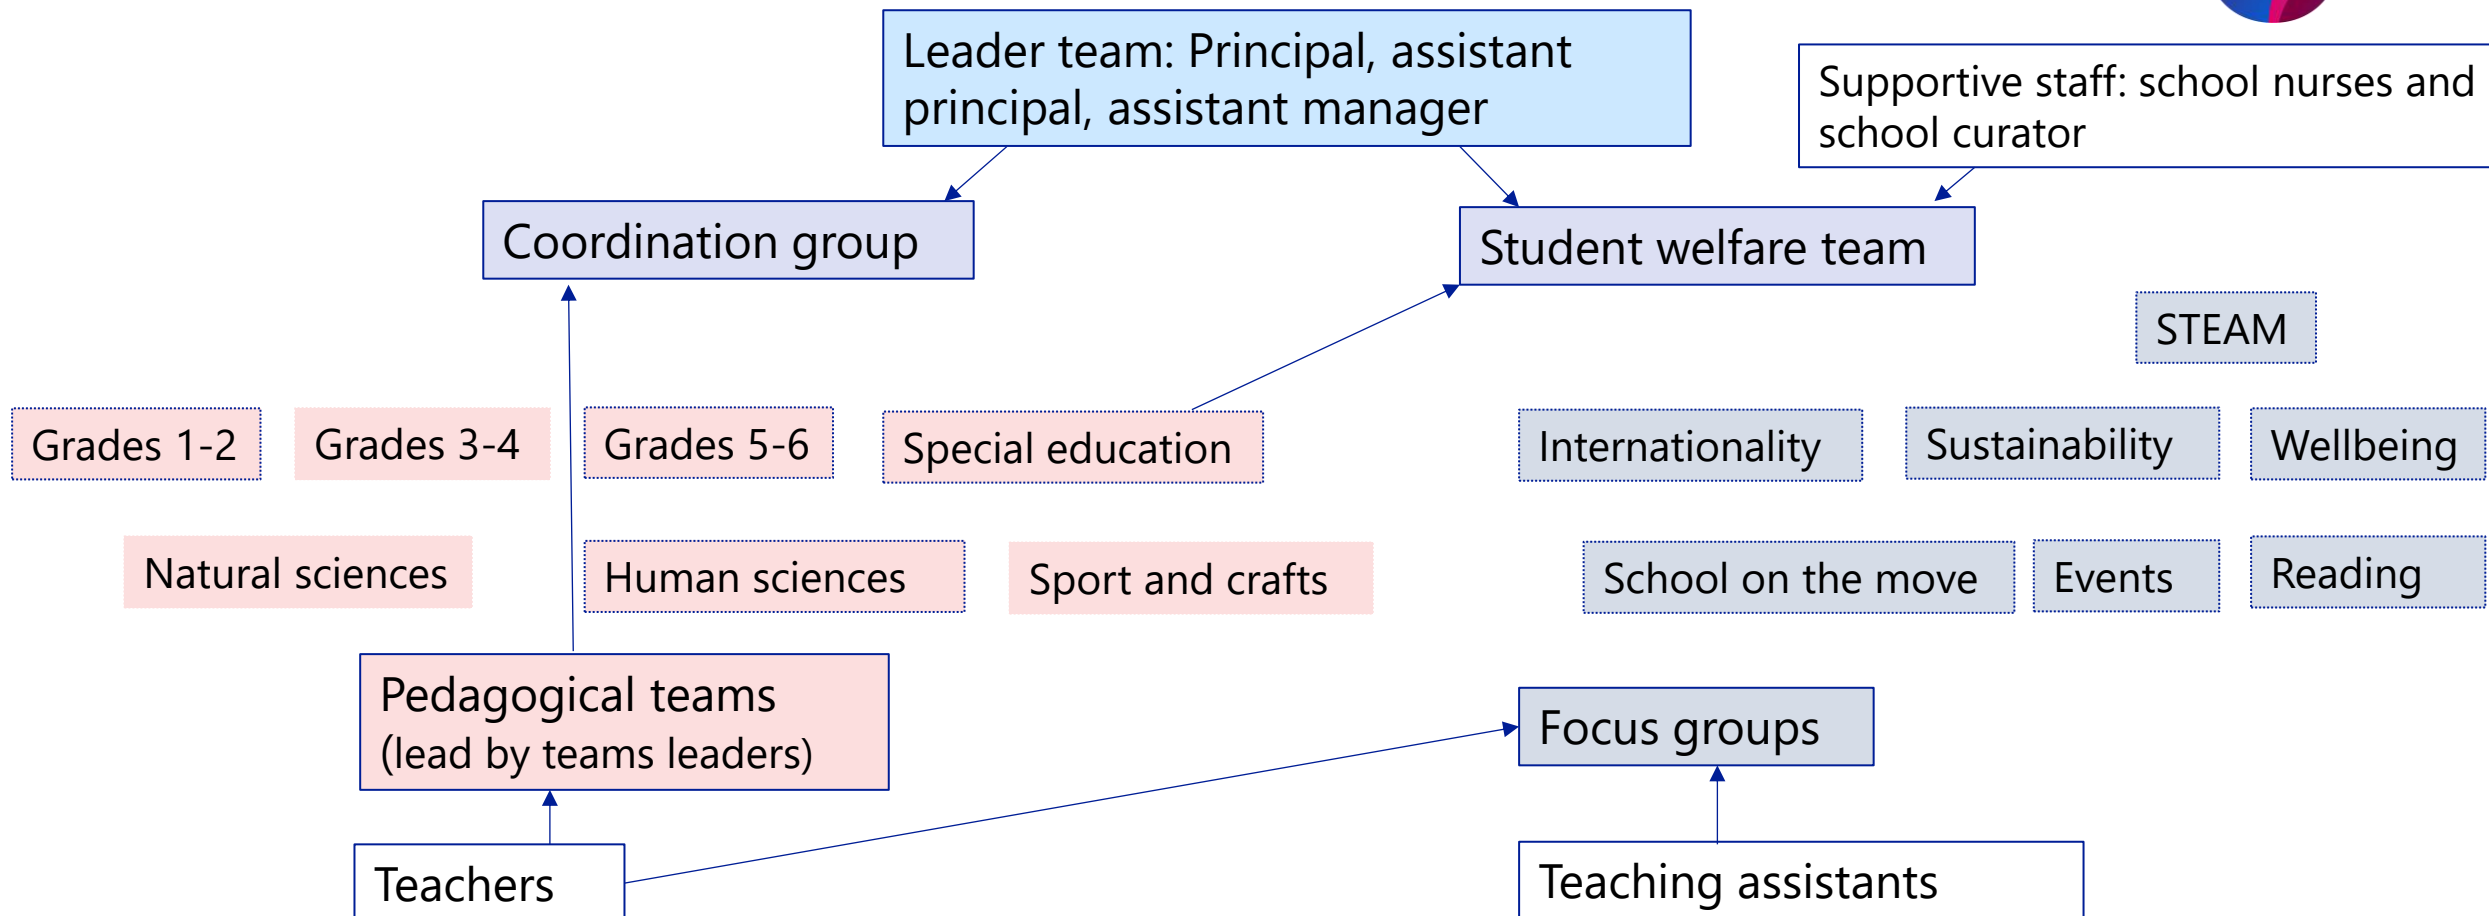 Leader team: Principal, assistant
principal, assistant manager
Supportive staff: school nurses and
school curator
Coordination group
Student welfare team
STEAM
Grades 1-2
Grades 3-4
Grades 5-6
Special education
Internationality
Sustainability
Wellbeing
Natural sciences
Human sciences
Sport and crafts
School on the move
Events
Reading
Pedagogical teams
(lead by teams leaders)
Focus groups
Teachers
Teaching assistants